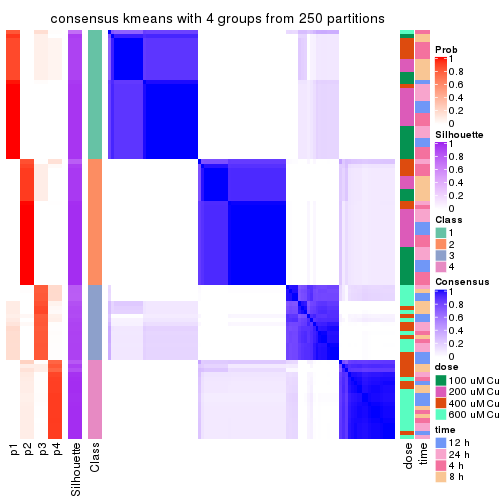 consensus kmeans with 4 groups from 250 partitions
Prob
1
0.8
0.6
0.4
0.2
0
Silhouette
1
0.8
0.6
0.4
0.2
0
Class
1
2
3
4
Consensus
1
0.8
0.6
0.4
0.2
0
dose
100 uM Cu
200 uM Cu
400 uM Cu
600 uM Cu
time
12 h
24 h
4 h
8 h
p1
p2
p3
p4
Silhouette
Class
dose
time